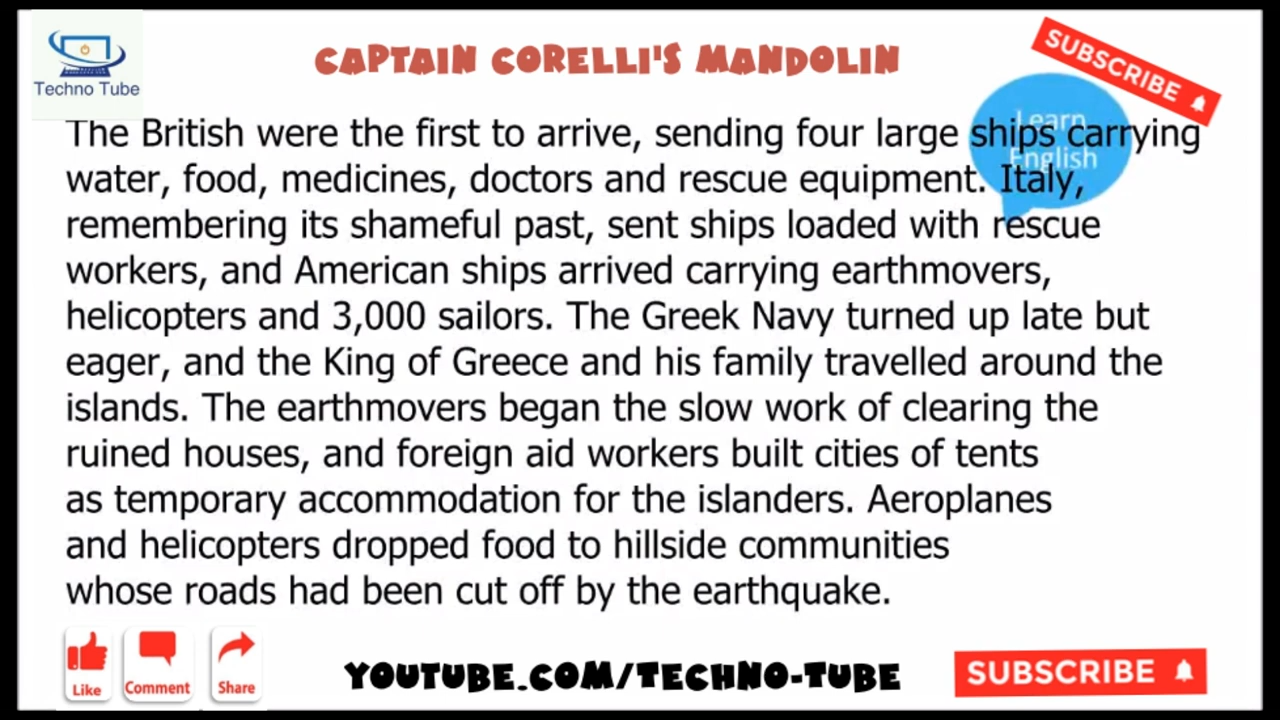 Techno Tube
CAPTAIN CORELLI'S MANDOLIN
SUBSCRIBE
Learn
English
The British were the first to arrive, sending four large ships carrying
water, food, medicines, doctors and rescue equipment. Italy,
remembering its shameful past, sent ships loaded with rescue
workers, and American ships arrived carrying earthmovers,
helicopters and 3,000 sailors. The Greek Navy turned up late but
eager, and the King of Greece and his family travelled around the
islands. The earthmovers began the slow work of clearing the
ruined houses, and foreign aid workers built cities of tents
as temporary accommodation for the islanders. Aeroplanes
and helicopters dropped food to hillside communities
whose roads had been cut off by the earthquake.
Like
Comment
Share
YOUTUBE.COM/TECHNO-TUBE
SUBSCRIBE